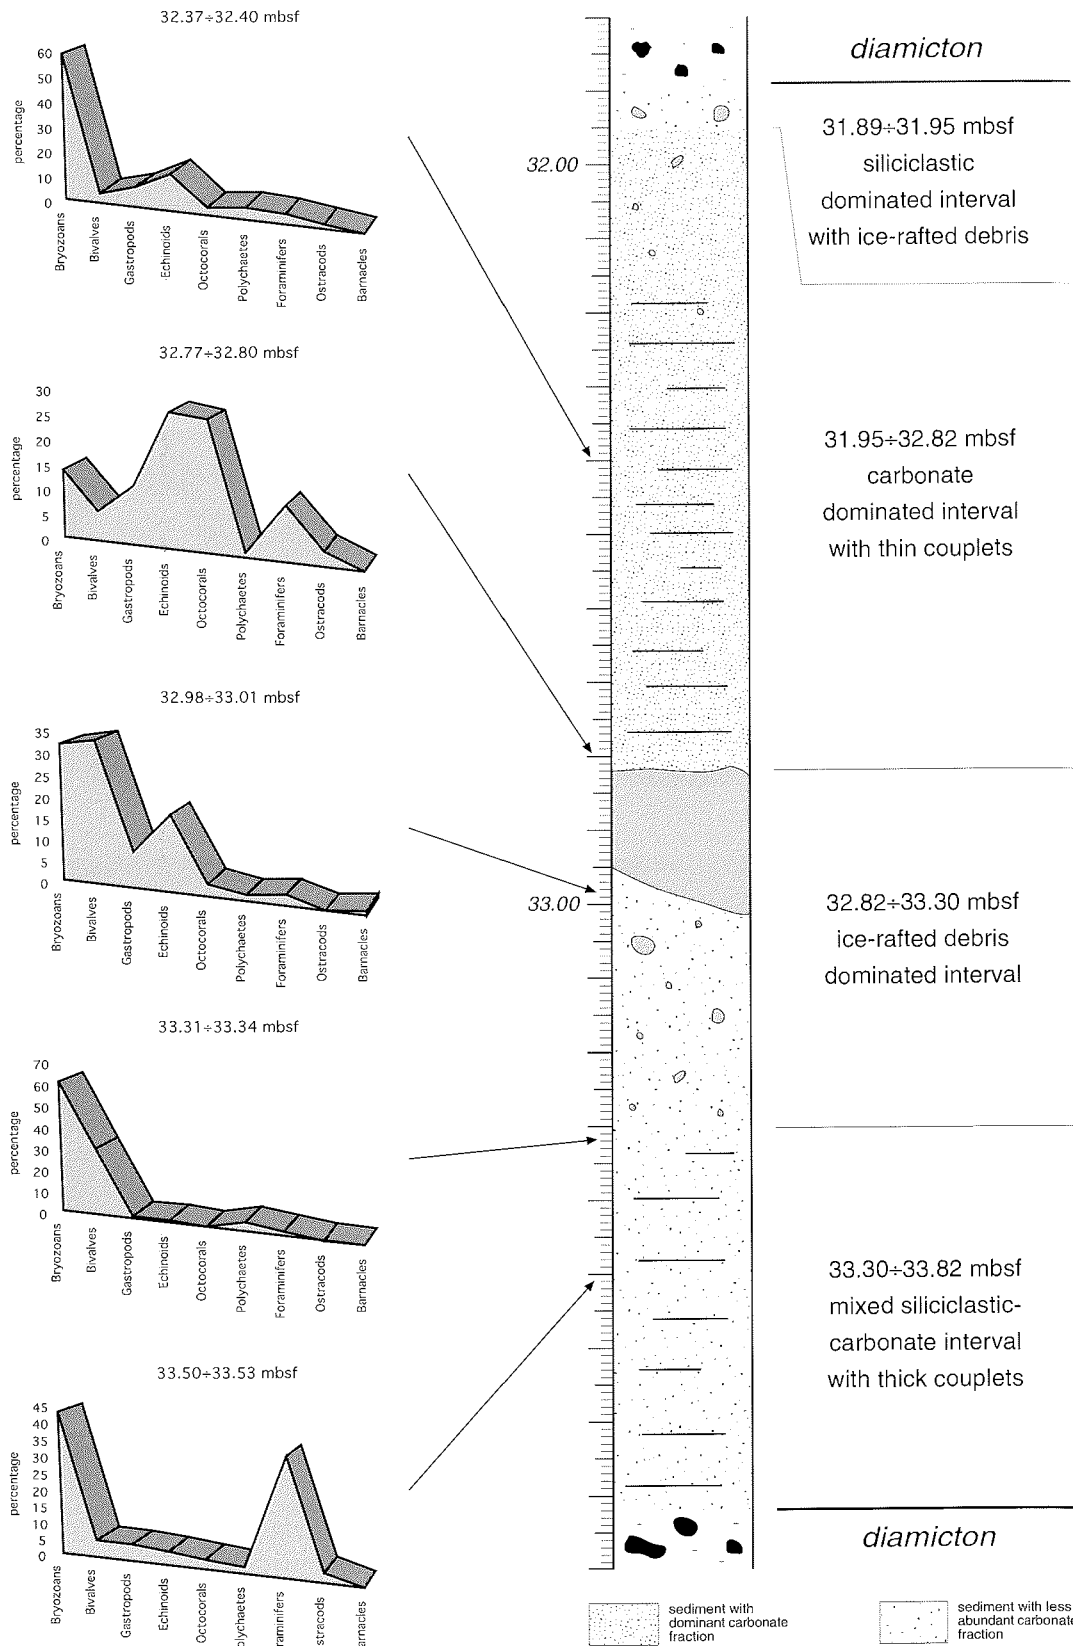 32.37÷32.40 mbsf
percentage
60
50
40
30
20
10
0
Bryozoans
Bivalves
Gastropods
Echinoids
Octocorals
Polychaetes
Foraminifers
Ostracods
Barnacles
32.77÷32.80 mbsf
percentage
30
25
20
15
10
5
0
Bryozoans
Bivalves
Gastropods
Echinoids
Octocorals
Polychaetes
Foraminifers
Ostracods
Barnacles
32.98÷33.01 mbsf
percentage
35
30
25
20
15
10
5
0
Bryozoans
Bivalves
Gastropods
Echinoids
Octocorals
Polychaetes
Foraminifers
Ostracods
Barnacles
33.31÷33.34 mbsf
percentage
70
60
50
40
30
20
10
0
Bryozoans
Bivalves
Gastropods
Echinoids
Octocorals
Polychaetes
Foraminifers
Ostracods
Barnacles
33.50÷33.53 mbsf
percentage
45
40
35
30
25
20
15
10
5
0
Bryozoans
Bivalves
Gastropods
Echinoids
Octocorals
Polychaetes
Foraminifers
Ostracods
Barnacles
32.00
33.00
diamicton
31.89÷31.95 mbsf
siliciclastic
dominated interval
with ice-rafted debris
31.95÷32.82 mbsf
carbonate
dominated interval
with thin couplets
32.82÷33.30 mbsf
ice-rafted debris
dominated interval
33.30÷33.82 mbsf
mixed siliciclastic-
carbonate interval
with thick couplets
diamicton
sediment with
dominant carbonate
fraction
sediment with less
abundant carbonate
fraction